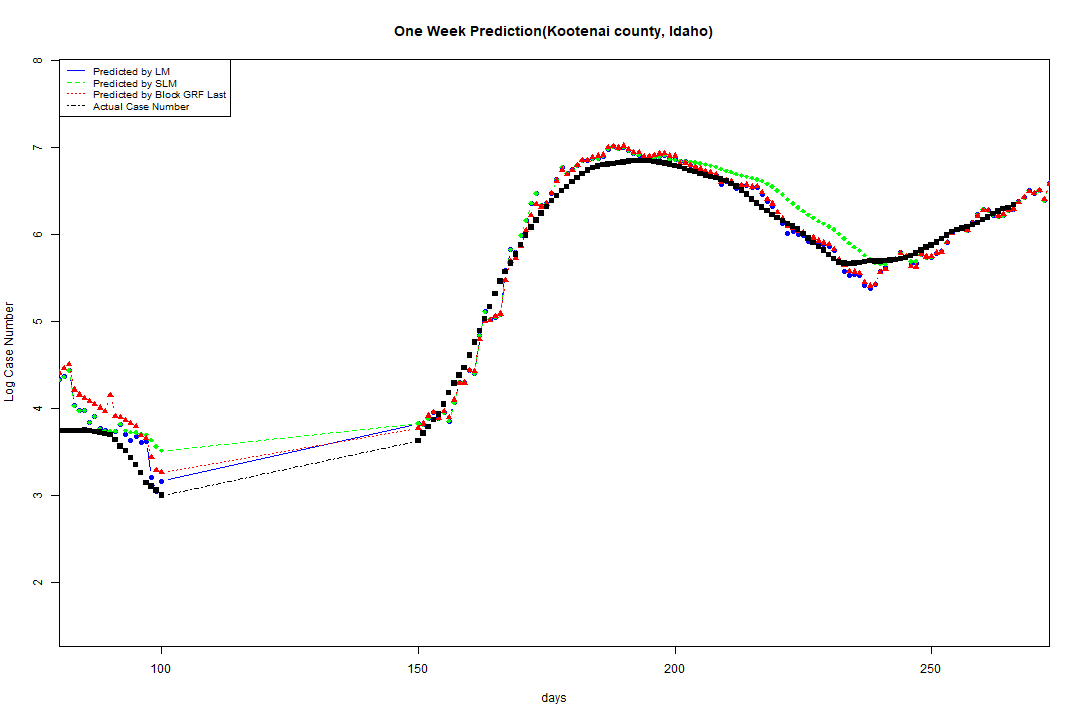 One Week Prediction(Kootenai county, Idaho)
Predicted by LM
Predicted by SLM
Predicted by Block GRF Last
Actual Case Number
8
7
6
5
4
3
2
Log Case Number
100 150 200 250
days